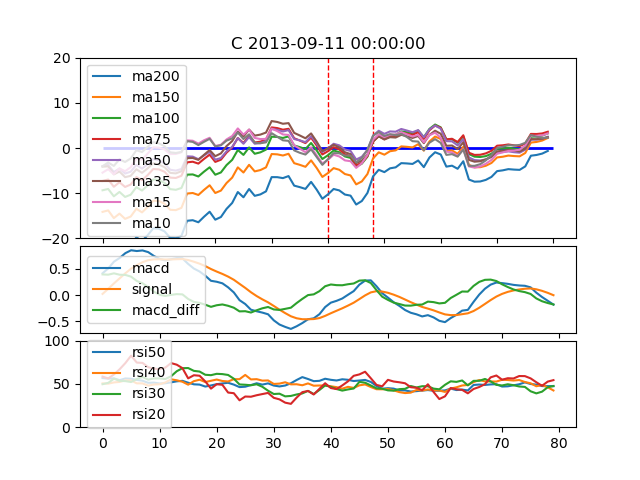 C 2013-09-11 00:00:00
20
10
0
−10
−20
ma200
ma150
ma100
ma75
ma50
ma35
ma15
ma10
0.5
0.0
−0.5
macd
signal
macd_diff
100
50
0
rsi50
rsi40
rsi30
rsi20
0 10 20 30 40 50 60 70 80